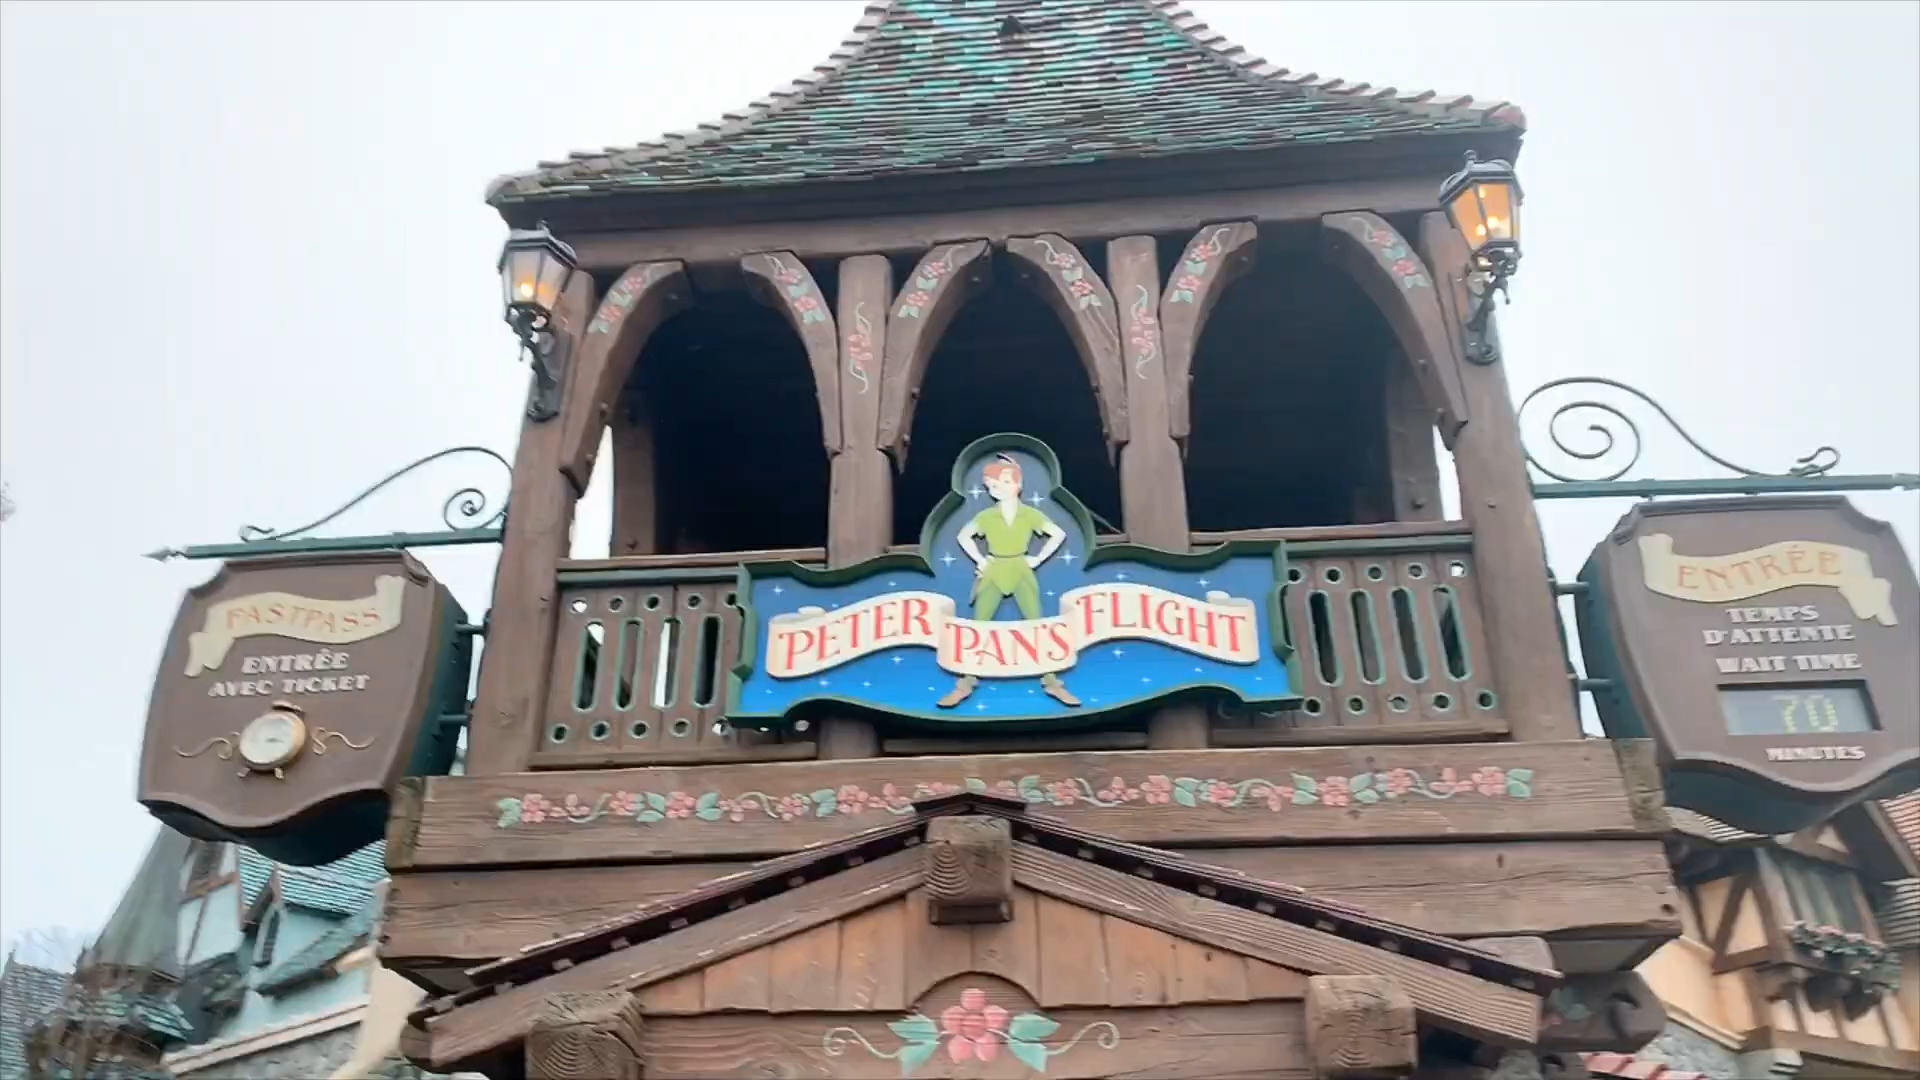 FASTPASS
ENTRÉE
AVEC TICKET
PETER PAN'S FLIGHT
ENTRÉE
TEMPS
D'ATTENTE
WAIT TIME
70
MINUTES